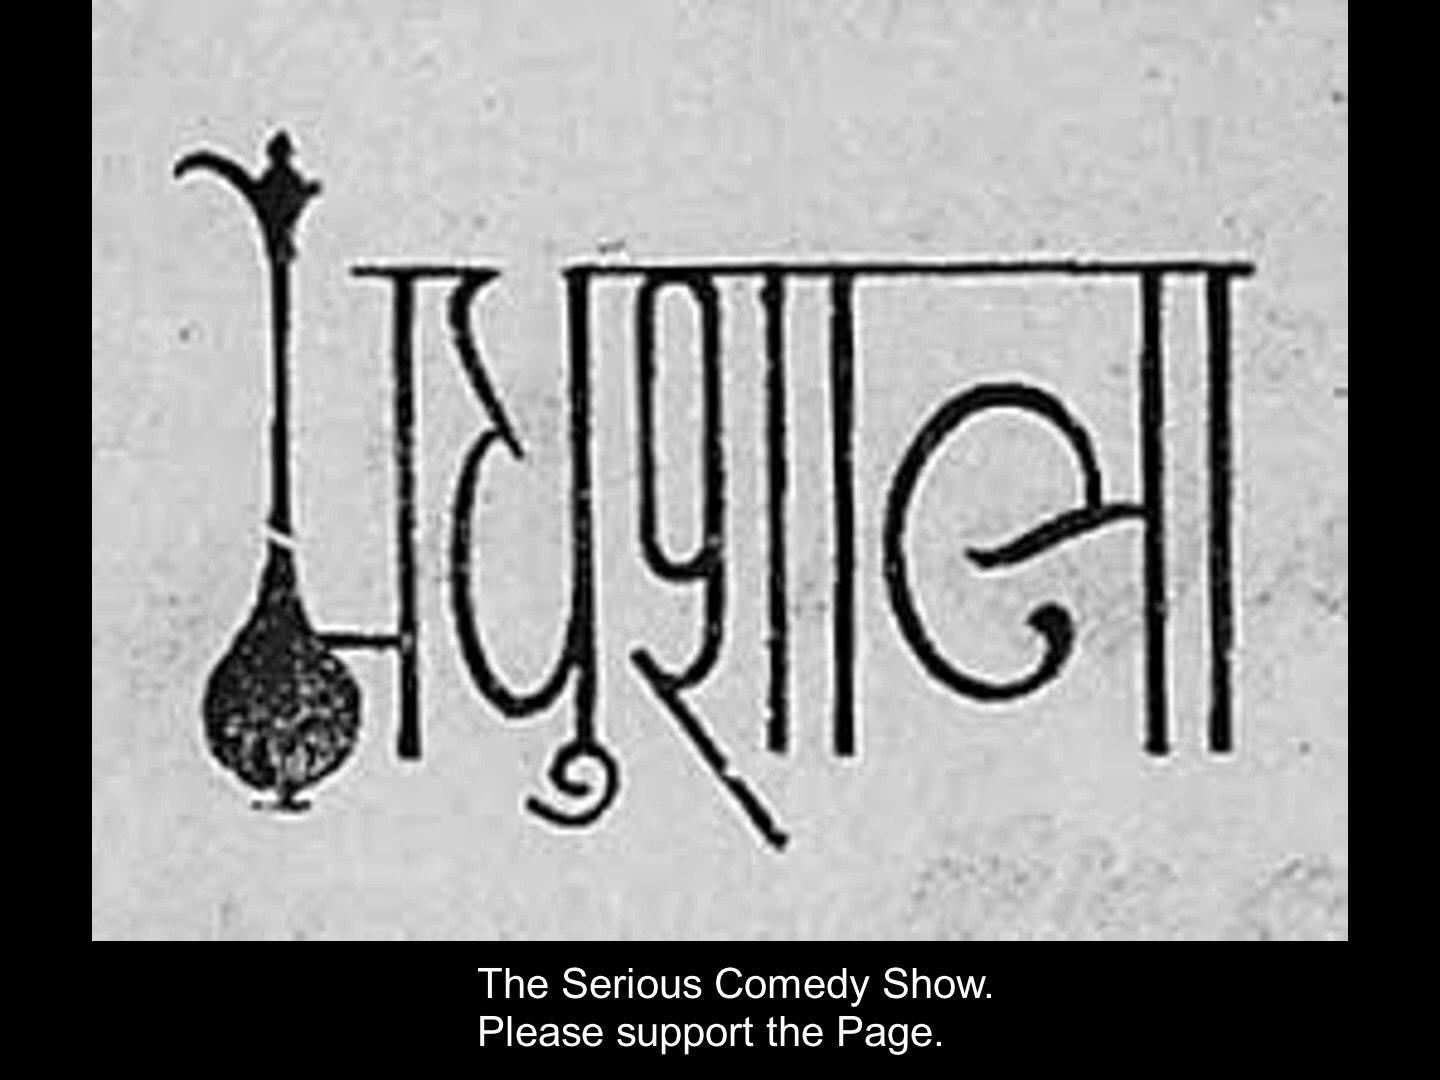 मधुशाला
The Serious Comedy Show.
Please support the Page.